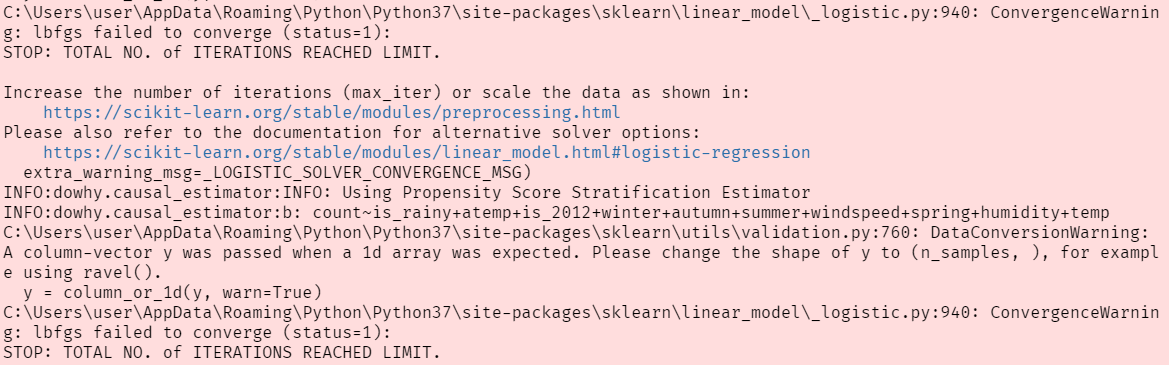 C:\Users\user\AppData\Roaming\Python\Python37\site-packages\sklearn\linear_model\_logistic.py:940: ConvergenceWarnin
g: lbfgs failed to converge (status=1):
STOP: TOTAL NO. of ITERATIONS REACHED LIMIT.

Increase the number of iterations (max_iter) or scale the data as shown in:
    https://scikit-learn.org/stable/modules/preprocessing.html
Please also refer to the documentation for alternative solver options:
    https://scikit-learn.org/stable/modules/linear_model.html#logistic-regression
  extra_warning_msg=_LOGISTIC_SOLVER_CONVERGENCE_MSG)
INFO:dowhy.causal_estimator:INFO: Using Propensity Score Stratification Estimator
INFO:dowhy.causal_estimator:b: count~is_rainy+atemp+is_2012+winter+autumn+summer+windspeed+spring+humidity+temp
C:\Users\user\AppData\Roaming\Python\Python37\site-packages\sklearn\utils\validation.py:760: DataConversionWarning:
A column-vector y was passed when a 1d array was expected. Please change the shape of y to (n_samples, ), for exampl
e using ravel().
  y = column_or_1d(y, warn=True)
C:\Users\user\AppData\Roaming\Python\Python37\site-packages\sklearn\linear_model\_logistic.py:940: ConvergenceWarnin
g: lbfgs failed to converge (status=1):
STOP: TOTAL NO. of ITERATIONS REACHED LIMIT.